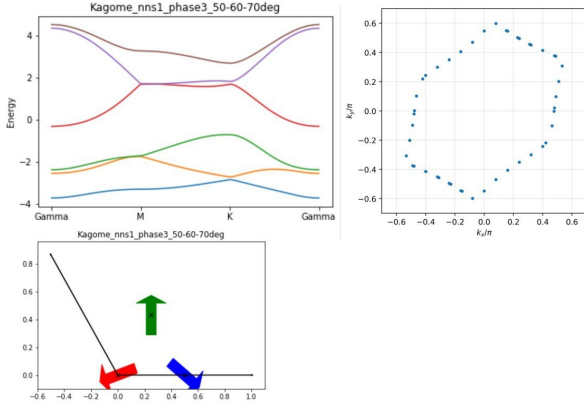 Kagome_nns1_phase3_50-60-70deg
Energy
4
2
0
−2
−4
Gamma
M
K
Gamma
k_y/π
0.6
0.4
0.2
0.0
−0.2
−0.4
−0.6
−0.6 −0.4 −0.2 0.0 0.2 0.4 0.6
k_x/π
Kagome_nns1_phase3_50-60-70deg
0.8
0.6
0.4
0.2
0.0
−0.4 −0.2 0.0 0.2 0.4 0.6 0.8 1.0